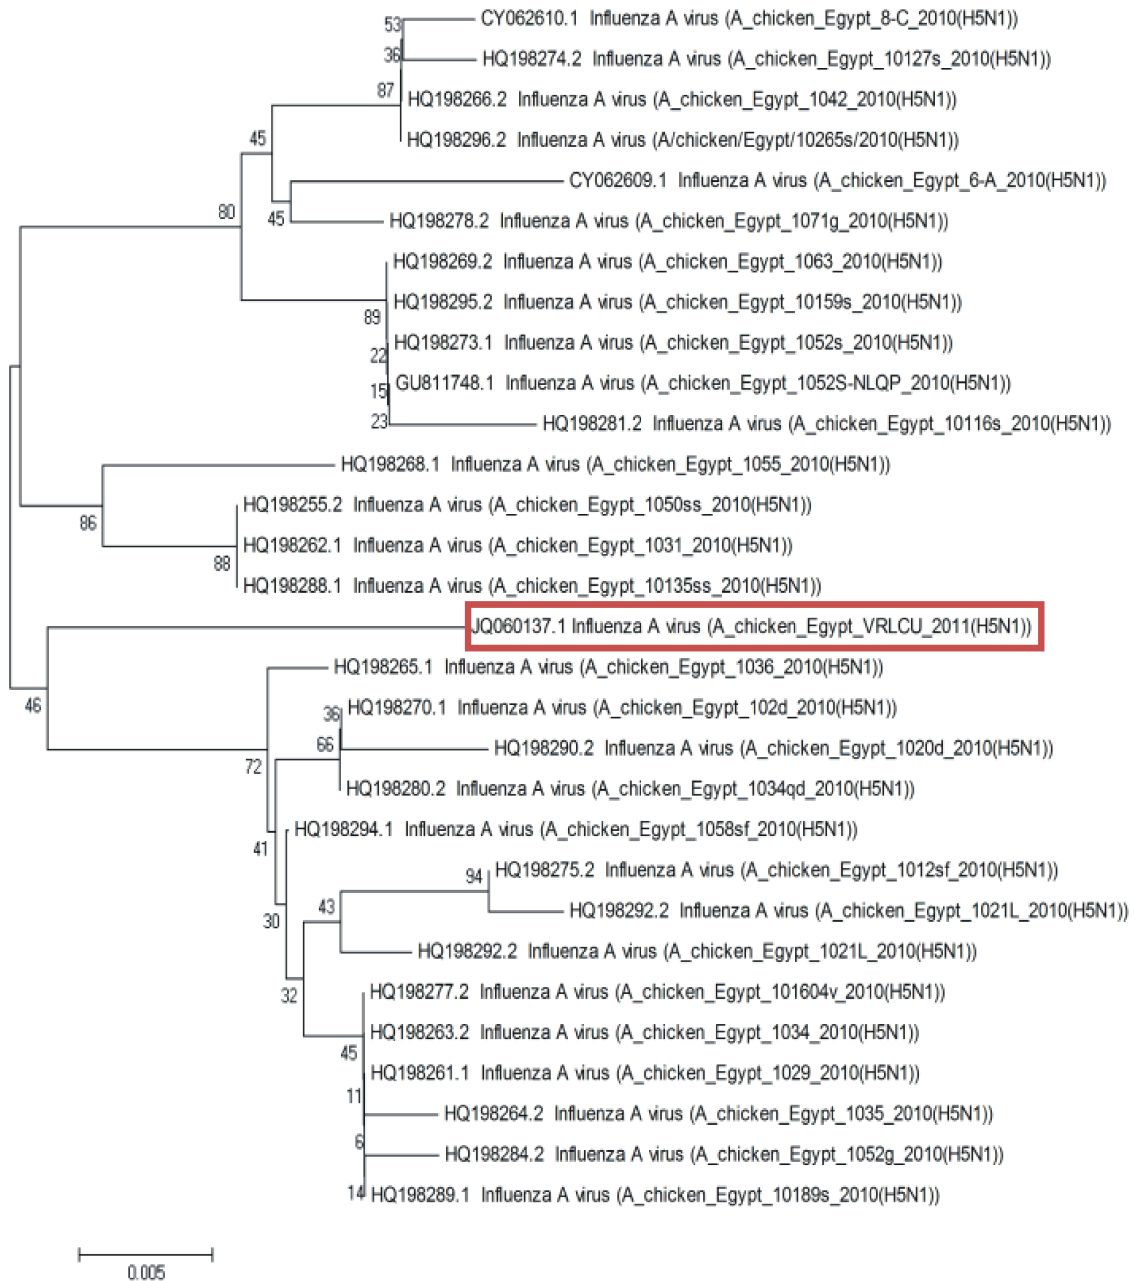 53
CY062610.1 Influenza A virus (A_chicken_Egypt_8-C_2010(H5N1))
36
HQ198274.2 Influenza A virus (A_chicken_Egypt_10127s_2010(H5N1))
87
HQ198266.2 Influenza A virus (A_chicken_Egypt_1042_2010(H5N1))
45
HQ198296.2 Influenza A virus (A/chicken/Egypt/10265s/2010(H5N1))
CY062609.1 Influenza A virus (A_chicken_Egypt_6-A_2010(H5N1))
80
45
HQ198278.2 Influenza A virus (A_chicken_Egypt_1071g_2010(H5N1))
HQ198269.2 Influenza A virus (A_chicken_Egypt_1063_2010(H5N1))
HQ198295.2 Influenza A virus (A_chicken_Egypt_10159s_2010(H5N1))
89
HQ198273.1 Influenza A virus (A_chicken_Egypt_1052s_2010(H5N1))
22
GU811748.1 Influenza A virus (A_chicken_Egypt_1052S-NLQP_2010(H5N1))
15
23
HQ198281.2 Influenza A virus (A_chicken_Egypt_10116s_2010(H5N1))
HQ198268.1 Influenza A virus (A_chicken_Egypt_1055_2010(H5N1))
HQ198255.2 Influenza A virus (A_chicken_Egypt_1050ss_2010(H5N1))
86
HQ198262.1 Influenza A virus (A_chicken_Egypt_1031_2010(H5N1))
88
HQ198288.1 Influenza A virus (A_chicken_Egypt_10135ss_2010(H5N1))
JQ060137.1 Influenza A virus (A_chicken_Egypt_VRLCU_2011(H5N1))
HQ198265.1 Influenza A virus (A_chicken_Egypt_1036_2010(H5N1))
46
36
HQ198270.1 Influenza A virus (A_chicken_Egypt_102d_2010(H5N1))
66
HQ198290.2 Influenza A virus (A_chicken_Egypt_1020d_2010(H5N1))
72
HQ198280.2 Influenza A virus (A_chicken_Egypt_1034qd_2010(H5N1))
HQ198294.1 Influenza A virus (A_chicken_Egypt_1058sf_2010(H5N1))
41
94
HQ198275.2 Influenza A virus (A_chicken_Egypt_1012sf_2010(H5N1))
43
HQ198292.2 Influenza A virus (A_chicken_Egypt_1021L_2010(H5N1))
30
HQ198292.2 Influenza A virus (A_chicken_Egypt_1021L_2010(H5N1))
32
HQ198277.2 Influenza A virus (A_chicken_Egypt_101604v_2010(H5N1))
HQ198263.2 Influenza A virus (A_chicken_Egypt_1034_2010(H5N1))
45
HQ198261.1 Influenza A virus (A_chicken_Egypt_1029_2010(H5N1))
11
HQ198264.2 Influenza A virus (A_chicken_Egypt_1035_2010(H5N1))
6
HQ198284.2 Influenza A virus (A_chicken_Egypt_1052g_2010(H5N1))
14
HQ198289.1 Influenza A virus (A_chicken_Egypt_10189s_2010(H5N1))
0.005